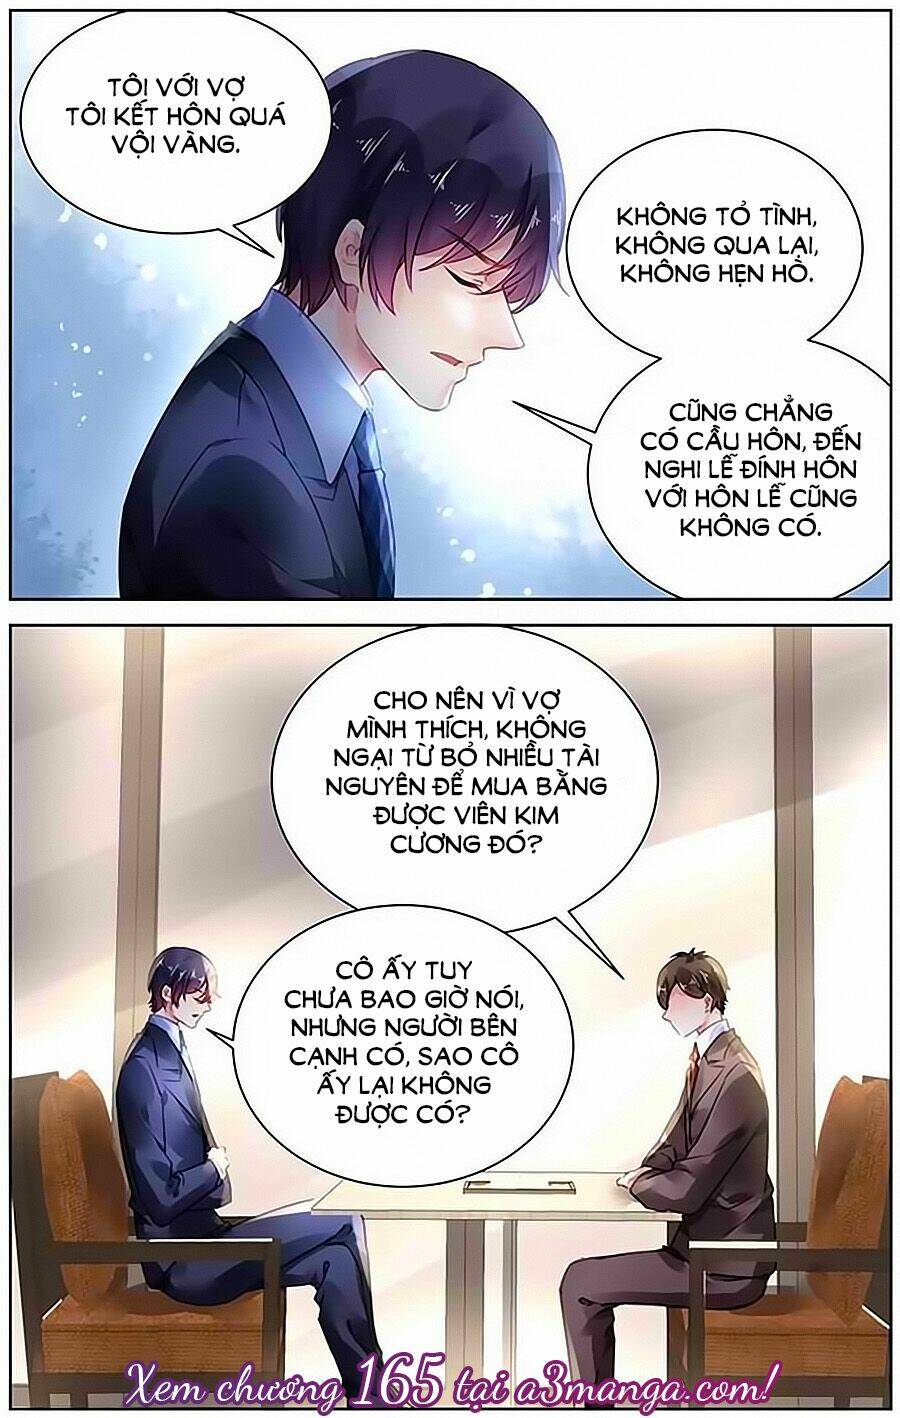 TÔI VỚI VỢ
TÔI KẾT HÔN QUÁ
VỘI VÀNG.
KHÔNG TỎ TÌNH,
KHÔNG QUA LẠI,
KHÔNG HẸN HÒ.
CŨNG CHẲNG
CÓ CẦU HÔN, ĐẾN
NGHI LỄ ĐÍNH HÔN
VỚI HÔN LỄ CŨNG
KHÔNG CÓ.
CHO NÊN VÌ VỢ
MÌNH THÍCH, KHÔNG
NGẠI TỪ BỎ NHIỀU TÀI
NGUYÊN ĐỂ MUA BẰNG
ĐƯỢC VIÊN KIM
CƯƠNG ĐÓ?
CÔ ẤY TUY
CHƯA BAO GIỜ NÓI,
NHƯNG NGƯỜI BÊN
CẠNH CÓ, SAO CÔ
ẤY LẠI KHÔNG
ĐƯỢC CÓ?
Xem chương 165 tại a3manga.com!